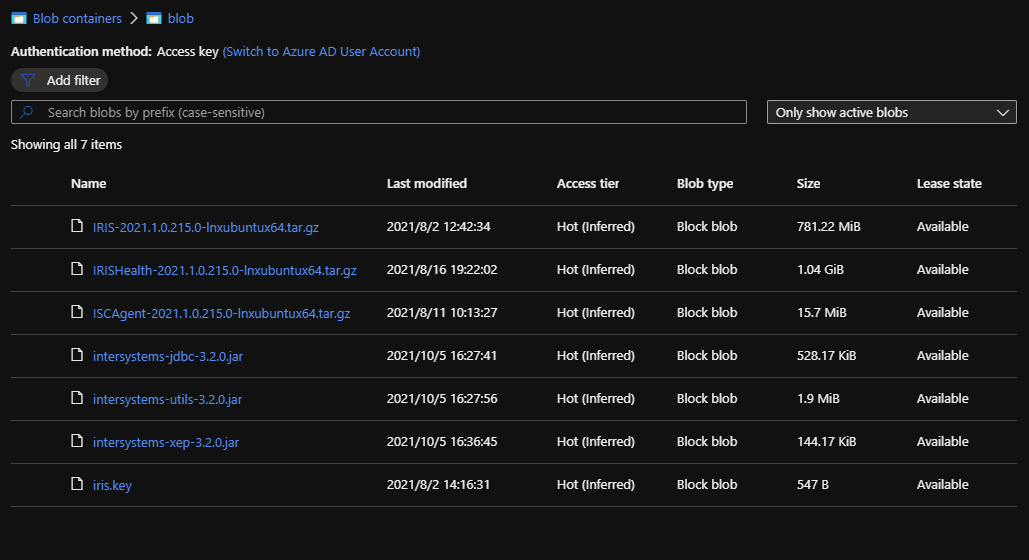 Blob containers > blob
Authentication method: Access key (Switch to Azure AD User Account)
Add filter
Search blobs by prefix (case-sensitive) Only show active blobs
Showing all 7 items
Name Last modified Access tier Blob type Size Lease state
IRIS-2021.1.0.215.0-lnxubuntux64.tar.gz 2021/8/2 12:42:34 Hot (Inferred) Block blob 781.22 MiB Available
IRISHealth-2021.1.0.215.0-lnxubuntux64.tar.gz 2021/8/16 19:22:02 Hot (Inferred) Block blob 1.04 GiB Available
ISCAgent-2021.1.0.215.0-lnxubuntux64.tar.gz 2021/8/11 10:13:27 Hot (Inferred) Block blob 15.7 MiB Available
intersystems-jdbc-3.2.0.jar 2021/10/5 16:27:41 Hot (Inferred) Block blob 528.17 KiB Available
intersystems-utils-3.2.0.jar 2021/10/5 16:27:56 Hot (Inferred) Block blob 1.9 MiB Available
intersystems-xep-3.2.0.jar 2021/10/5 16:36:45 Hot (Inferred) Block blob 144.17 KiB Available
iris.key 2021/8/2 14:16:31 Hot (Inferred) Block blob 547 B Available